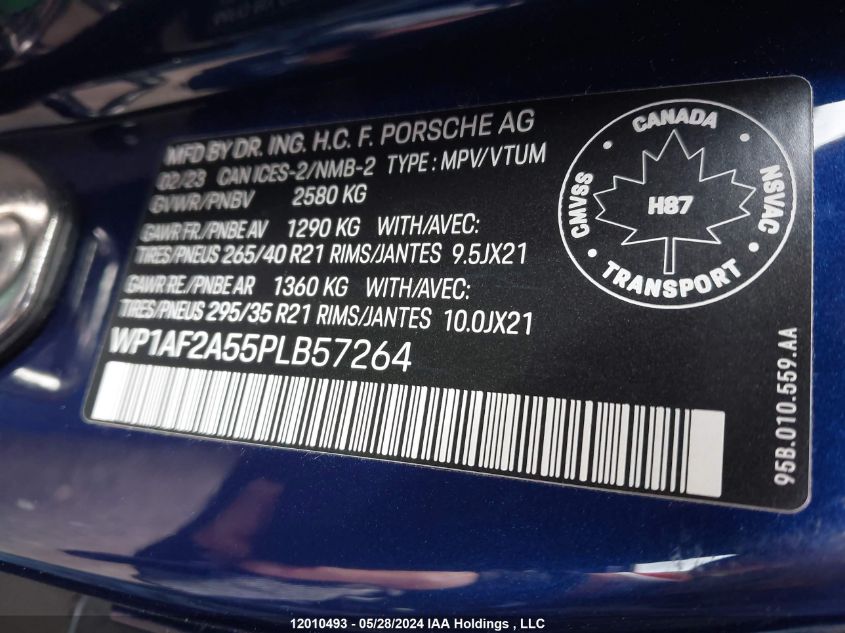 MFD BY DR. ING. H.C. F. PORSCHE AG
02/23 CAN ICES-2/NMB-2 TYPE : MPV/VTUM
GVWR/PNBV 2580 KG
GAWR FR./PNBE AV 1290 KG WITH/AVEC:
TIRES/PNEUS 265/40 R21 RIMS/JANTES 9.5JX21
GAWR RE./PNBE AR 1360 KG WITH/AVEC:
TIRES/PNEUS 295/35 R21 RIMS/JANTES 10.0JX21
WP1AF2A55PLB57264
CANADA
CMVSS
H87
NSVAC
TRANSPORT
95B.010.559.AA
12010493 - 05/28/2024 IAA Holdings , LLC